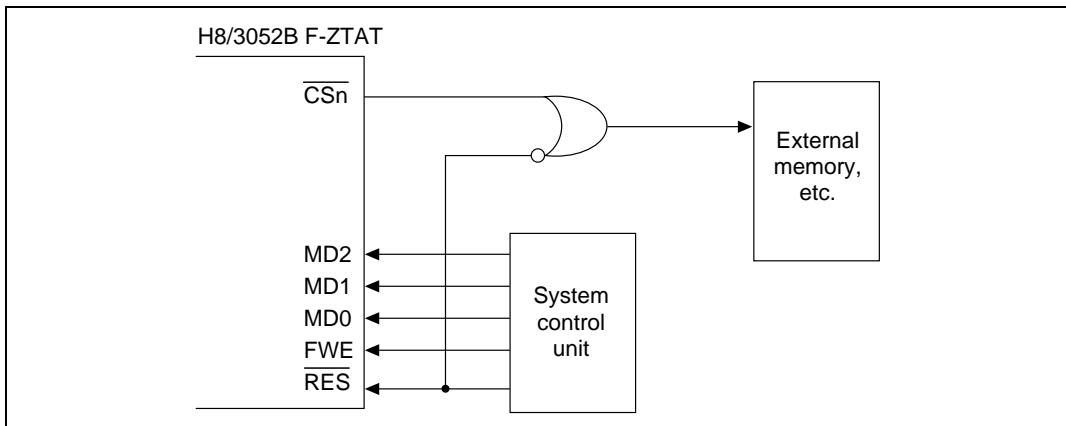 H8/3052B F-ZTAT
CSn
External
memory,
etc.
MD2
MD1
MD0
FWE
RES
System
control
unit